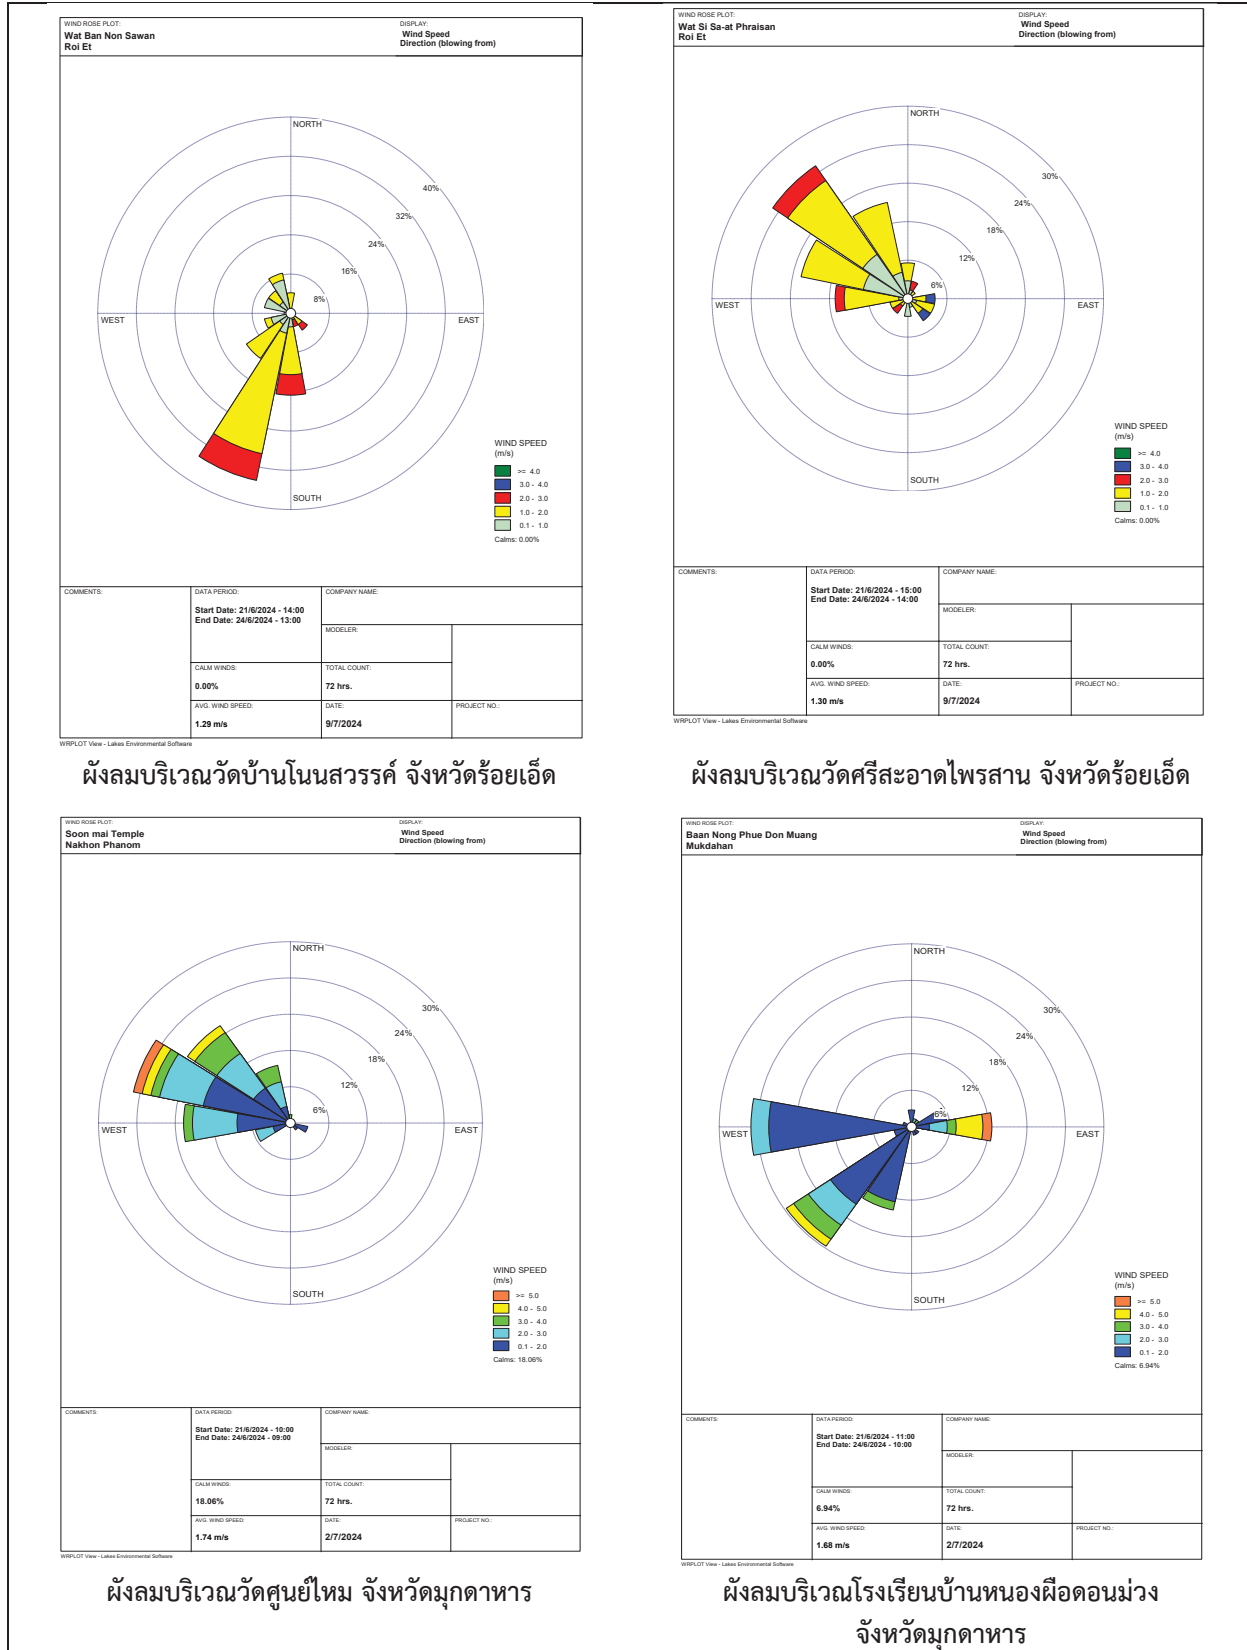 WIND ROSE PLOT:
Wat Ban Non Sawan
Roi Et
DISPLAY:
Wind Speed
Direction (blowing from)
NORTH
40%
32%
24%
16%
8%
WEST
EAST
SOUTH
WIND SPEED
(m/s)
>= 4.0
3.0 - 4.0
2.0 - 3.0
1.0 - 2.0
0.1 - 1.0
Calms: 0.00%
COMMENTS:
DATA PERIOD:
Start Date: 21/6/2024 - 14:00
End Date: 24/6/2024 - 13:00
COMPANY NAME:
MODELER:
CALM WINDS:
0.00%
TOTAL COUNT:
72 hrs.
AVG. WIND SPEED:
1.29 m/s
DATE:
9/7/2024
PROJECT NO.:
WRPLOT View - Lakes Environmental Software
ผังลมบริเวณวัดบ้านโนนสวรรค์ จังหวัดร้อยเอ็ด
WIND ROSE PLOT:
Wat Si Sa-at Phraisan
Roi Et
DISPLAY:
Wind Speed
Direction (blowing from)
NORTH
30%
24%
18%
12%
6%
WEST
EAST
SOUTH
WIND SPEED
(m/s)
>= 4.0
3.0 - 4.0
2.0 - 3.0
1.0 - 2.0
0.1 - 1.0
Calms: 0.00%
COMMENTS:
DATA PERIOD:
Start Date: 21/6/2024 - 15:00
End Date: 24/6/2024 - 14:00
COMPANY NAME:
MODELER:
CALM WINDS:
0.00%
TOTAL COUNT:
72 hrs.
AVG. WIND SPEED:
1.30 m/s
DATE:
9/7/2024
PROJECT NO.:
WRPLOT View - Lakes Environmental Software
ผังลมบริเวณวัดศรีสะอาดไพรสาน จังหวัดร้อยเอ็ด
WIND ROSE PLOT:
Soon mai Temple
Nakhon Phanom
DISPLAY:
Wind Speed
Direction (blowing from)
NORTH
30%
24%
18%
12%
6%
WEST
EAST
SOUTH
WIND SPEED
(m/s)
>= 5.0
4.0 - 5.0
3.0 - 4.0
2.0 - 3.0
0.1 - 2.0
Calms: 18.06%
COMMENTS:
DATA PERIOD:
Start Date: 21/6/2024 - 10:00
End Date: 24/6/2024 - 09:00
COMPANY NAME:
MODELER:
CALM WINDS:
18.06%
TOTAL COUNT:
72 hrs.
AVG. WIND SPEED:
1.74 m/s
DATE:
2/7/2024
PROJECT NO.:
WRPLOT View - Lakes Environmental Software
ผังลมบริเวณวัดศูนย์ไหม จังหวัดมุกดาหาร
WIND ROSE PLOT:
Baan Nong Phue Don Muang
Mukdahan
DISPLAY:
Wind Speed
Direction (blowing from)
NORTH
30%
24%
18%
12%
6%
WEST
EAST
SOUTH
WIND SPEED
(m/s)
>= 5.0
4.0 - 5.0
3.0 - 4.0
2.0 - 3.0
0.1 - 2.0
Calms: 6.94%
COMMENTS:
DATA PERIOD:
Start Date: 21/6/2024 - 11:00
End Date: 24/6/2024 - 10:00
COMPANY NAME:
MODELER:
CALM WINDS:
6.94%
TOTAL COUNT:
72 hrs.
AVG. WIND SPEED:
1.68 m/s
DATE:
2/7/2024
PROJECT NO.:
WRPLOT View - Lakes Environmental Software
ผังลมบริเวณโรงเรียนบ้านหนองผือดอนม่วง
จังหวัดมุกดาหาร